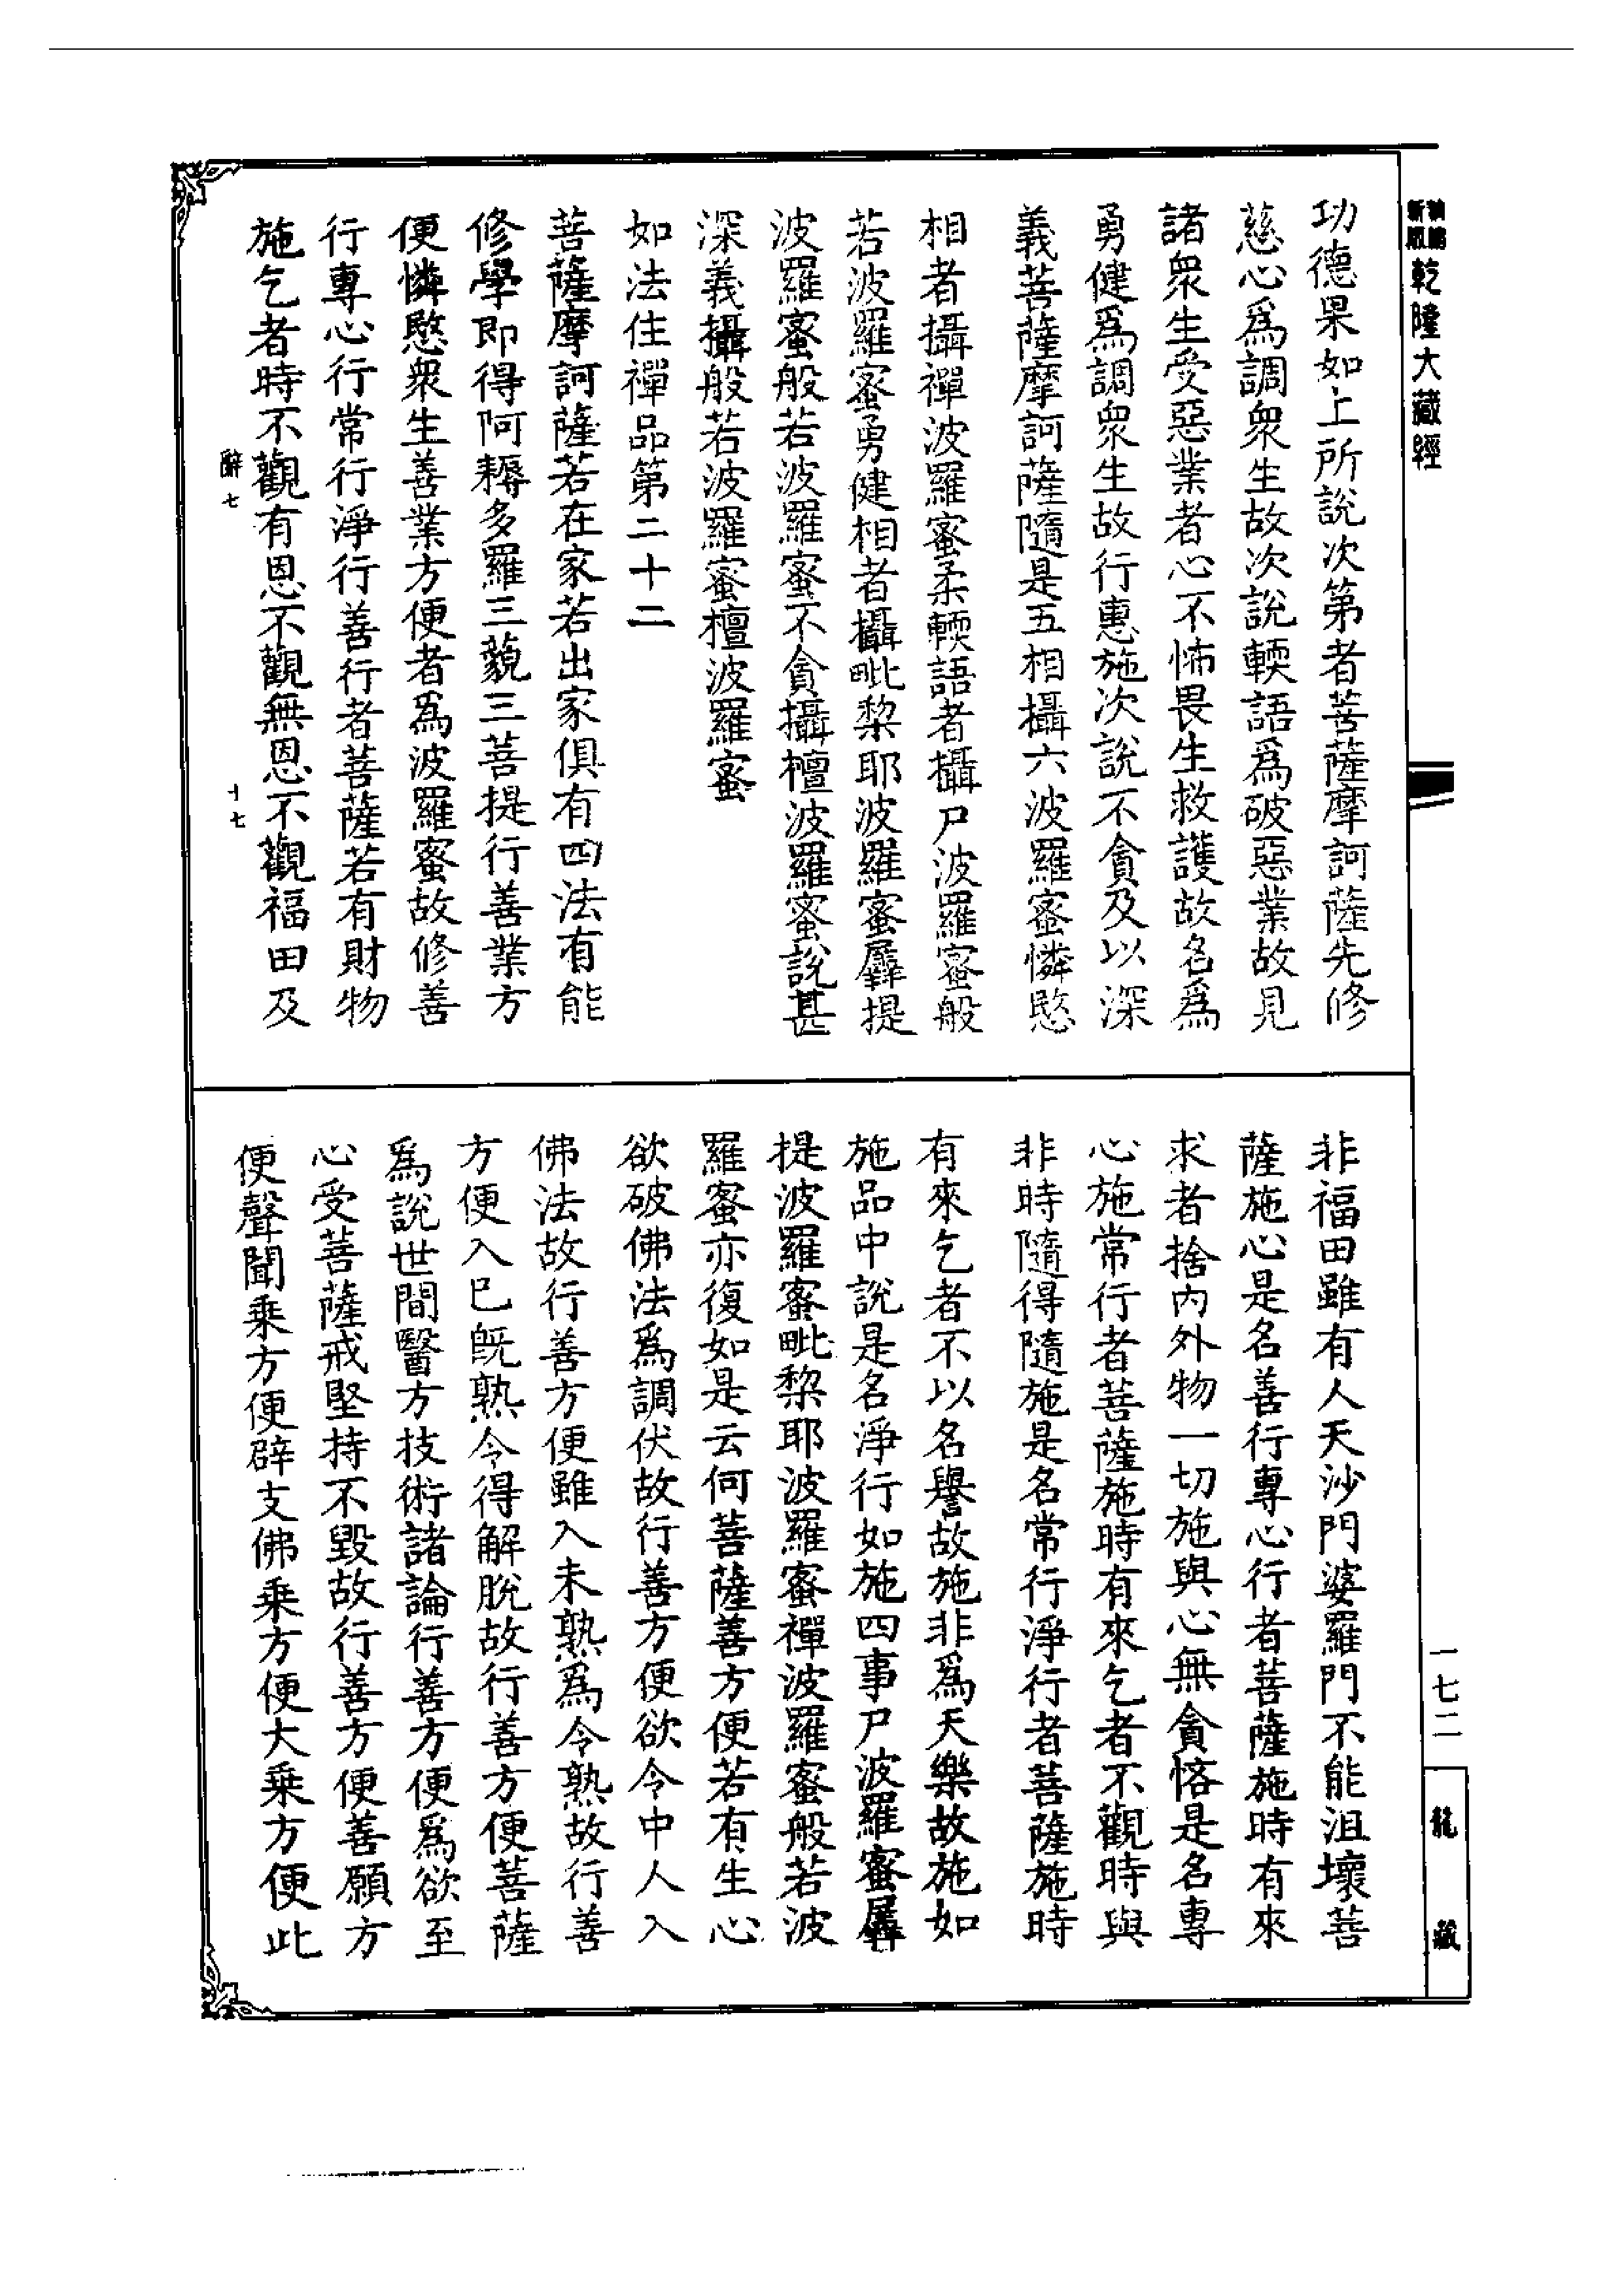 乾隆大藏經
功德果如上所說次第者菩薩摩訶薩先修
慈心為調衆生故次說輭語為破惡業故見
諸衆生受惡業者心不怖畏生救護故名為
勇健為調衆生故行惠施次說不貪及以深
義菩薩摩訶薩隨是五相攝六波羅蜜憐愍
相者攝禪波羅蜜柔輭語者攝尸波羅蜜般
若波羅蜜勇健相者攝毗黎耶波羅蜜羼提
波羅蜜般若波羅蜜不貪攝檀波羅蜜說甚
深義攝般若波羅蜜檀波羅蜜
如法住禪品第二十二
菩薩摩訶薩若在家若出家俱有四法有能
修學即得阿耨多羅三藐三菩提行善業方
便憐愍衆生善業方便者為波羅蜜故修善
行專心行常行淨行善行者菩薩若有財物
施乞者時不觀有恩不觀無恩不觀福田及
辭七 十七
非福田雖有人天沙門婆羅門不能沮壞菩
薩施心是名善行專心行者菩薩施時有來
求者捨內外物一切施與心無貪悋是名專
心施常行者菩薩施時有來乞者不觀時與
非時隨得隨施是名常行淨行者菩薩施時
有來乞者不以名譽故施非為天樂故施如
施品中說是名淨行如施四事尸波羅蜜羼
提波羅蜜毗黎耶波羅蜜禪波羅蜜般若波
羅蜜亦復如是云何菩薩善方便若有生心
欲破佛法為調伏故行善方便欲令中人入
佛法故行善方便雖入未熟為令熟故行善
方便入已旣熟令得解脫故行善方便菩薩
為說世間醫方技術諸論行善方便為欲至
心受菩薩戒堅持不毀故行善方便善願方
便聲聞乘方便辟支佛乘方便大乘方便此
一七二
龍藏